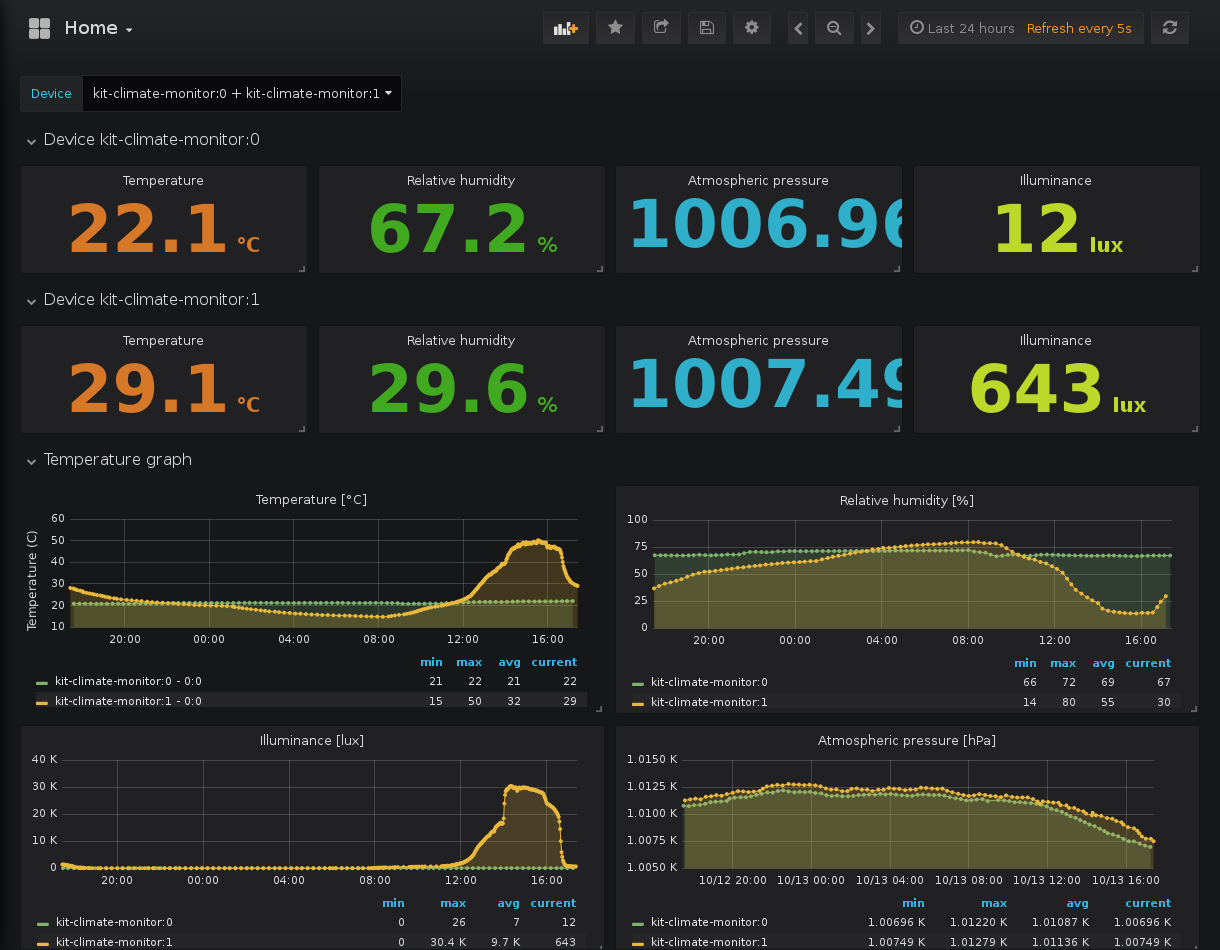 Home
Last 24 hours Refresh every 5s
Device kit-climate-monitor:0 + kit-climate-monitor:1
Device kit-climate-monitor:0
Temperature Relative humidity Atmospheric pressure Illuminance
22.1 °C 67.2 % 1006.96 12 lux
Device kit-climate-monitor:1
Temperature Relative humidity Atmospheric pressure Illuminance
29.1 °C 29.6 % 1007.49 643 lux
Temperature graph
Temperature [°C]
Temperature (C)
60
50
40
30
20
10
20:00 00:00 04:00 08:00 12:00 16:00
min max avg current
kit-climate-monitor:0 - 0:0 21 22 21 22
kit-climate-monitor:1 - 0:0 15 50 32 29
Relative humidity [%]
100
75
50
25
0
20:00 00:00 04:00 08:00 12:00 16:00
min max avg current
kit-climate-monitor:0 66 72 69 67
kit-climate-monitor:1 14 80 55 30
Illuminance [lux]
40 K
30 K
20 K
10 K
0
20:00 00:00 04:00 08:00 12:00 16:00
min max avg current
kit-climate-monitor:0 0 26 7 12
kit-climate-monitor:1 0 30.4 K 9.7 K 643
Atmospheric pressure [hPa]
1.0150 K
1.0125 K
1.0100 K
1.0075 K
1.0050 K
10/12 20:00 10/13 00:00 10/13 04:00 10/13 08:00 10/13 12:00 10/13 16:00
min max avg current
kit-climate-monitor:0 1.00696 K 1.01220 K 1.01087 K 1.00696 K
kit-climate-monitor:1 1.00749 K 1.01279 K 1.01136 K 1.00749 K